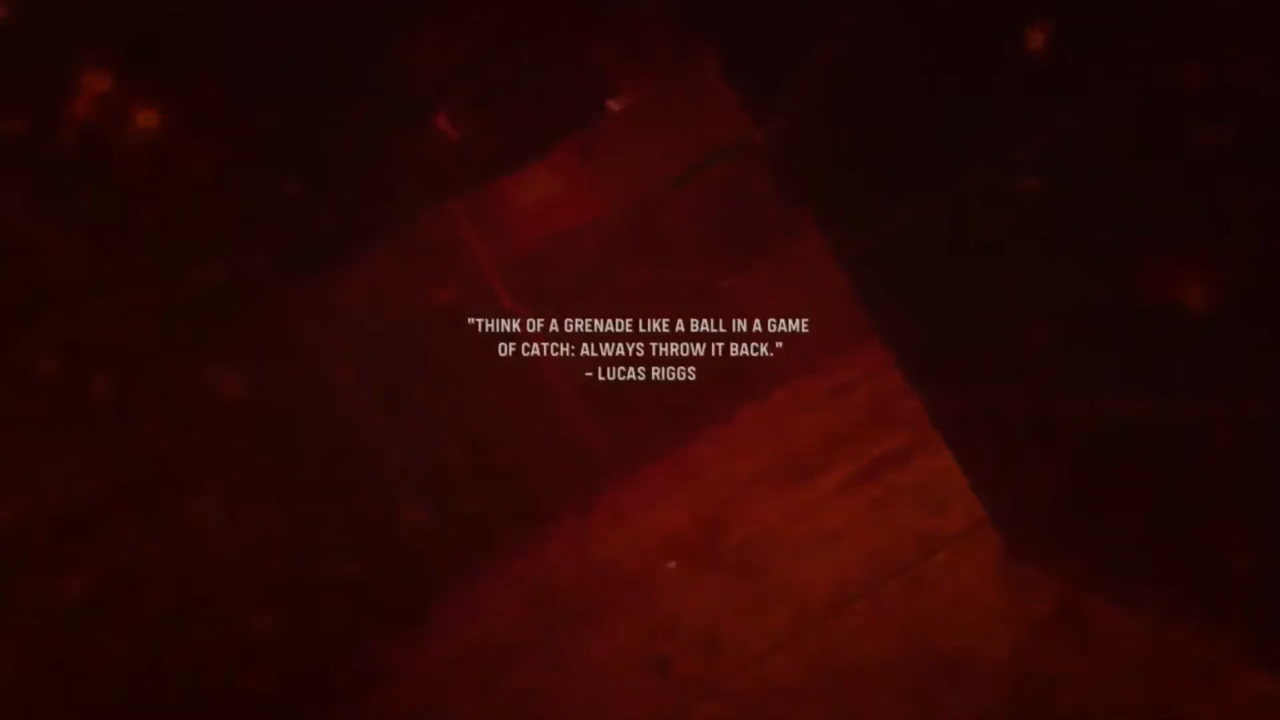 "THINK OF A GRENADE LIKE A BALL IN A GAME
OF CATCH: ALWAYS THROW IT BACK."
– LUCAS RIGGS